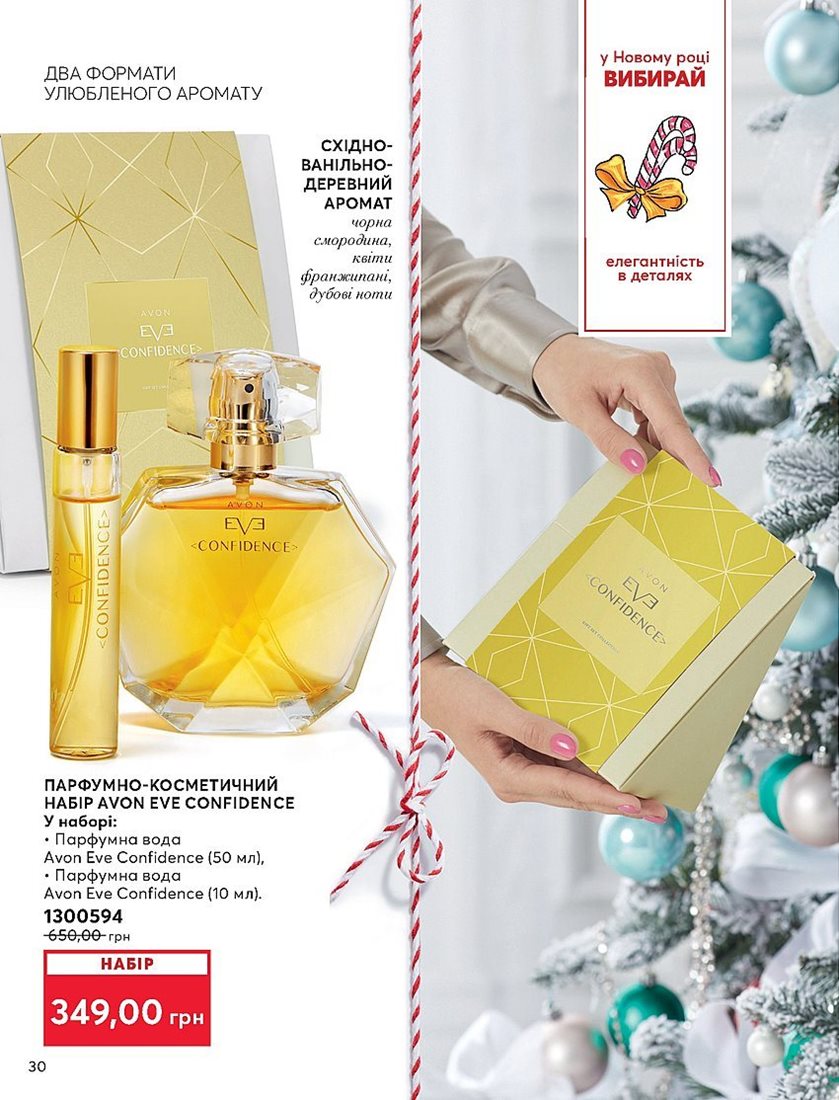 ДВА ФОРМАТИ
УЛЮБЛЕНОГО АРОМАТУ
СХІДНО-
ВАНІЛЬНО-
ДЕРЕВНИЙ
АРОМАТ
чорна
смородина,
квіти
франжипані,
дубові ноти
у Новому році
ВИБИРАЙ
елегантність
в деталях
AVON
EVE
<CONFIDENCE>
AVON
EVE
<CONFIDENCE>
AVON
EVE
<CONFIDENCE>
AVON
EVE
<CONFIDENCE>
ПАРФУМНО-КОСМЕТИЧНИЙ
НАБІР AVON EVE CONFIDENCE
У наборі:
• Парфумна вода
Avon Eve Confidence (50 мл),
• Парфумна вода
Avon Eve Confidence (10 мл).
1300594
650,00 грн
НАБІР
349,00 грн
30